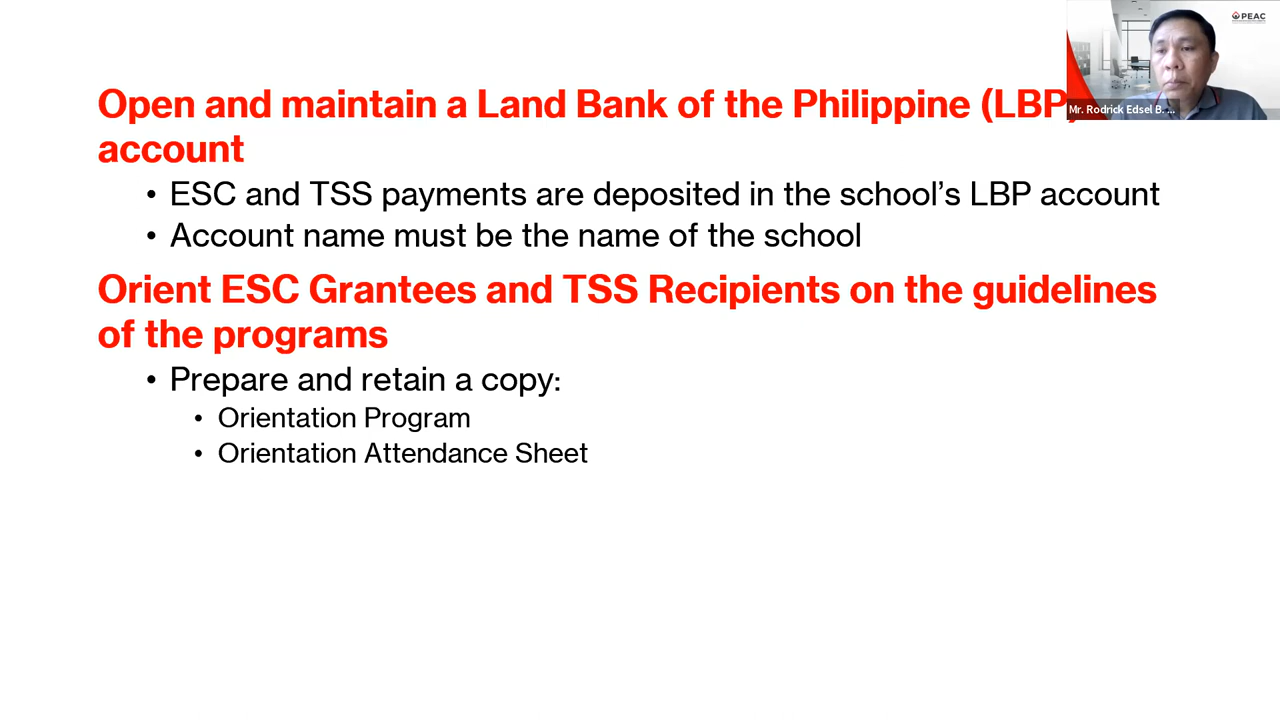 PEAC
Open and maintain a Land Bank of the Philippine (LBP)
Mr. Rodrick Edsel B. ...
account
• ESC and TSS payments are deposited in the school’s LBP account
• Account name must be the name of the school
Orient ESC Grantees and TSS Recipients on the guidelines
of the programs
• Prepare and retain a copy:
• Orientation Program
• Orientation Attendance Sheet